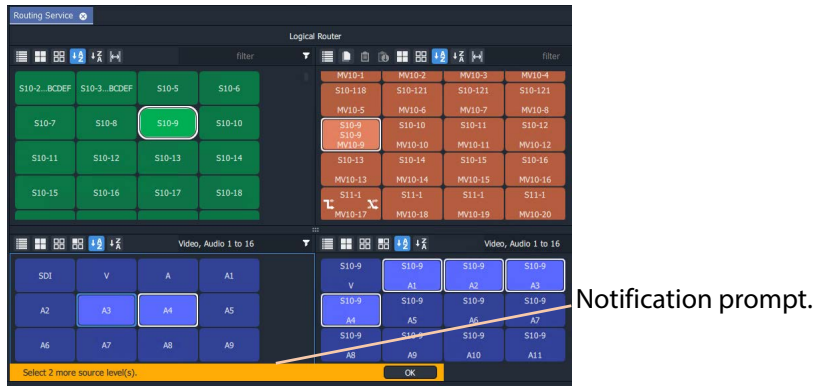 Routing Service
Logical Router
filter
filter
S10-2...BCDEF S10-3...BCDEF S10-5 S10-6
S10-7 S10-8 S10-9 S10-10
S10-11 S10-12 S10-13 S10-14
S10-15 S10-16 S10-17 S10-18
MV10-1 MV10-2 MV10-3 MV10-4
S10-118 S10-121 S10-121 S10-121
MV10-5 MV10-6 MV10-7 MV10-8
S10-9 S10-10 S10-11 S10-12
S10-9
MV10-9 MV10-10 MV10-11 MV10-12
S10-13 S10-14 S10-15 S10-16
MV10-13 MV10-14 MV10-15 MV10-16
S11-1 S11-1 S11-1 S11-1
MV10-17 MV10-18 MV10-19 MV10-20
Video, Audio 1 to 16
Video, Audio 1 to 16
SDI V A A1
A2 A3 A4 A5
A6 A7 A8 A9
S10-9 S10-9 S10-9 S10-9
V A1 A2 A3
S10-9 S10-9 S10-9 S10-9
A4 A5 A6 A7
S10-9 S10-9 S10-9 S10-9
A8 A9 A10 A11
Notification prompt.
Select 2 more source level(s).
OK